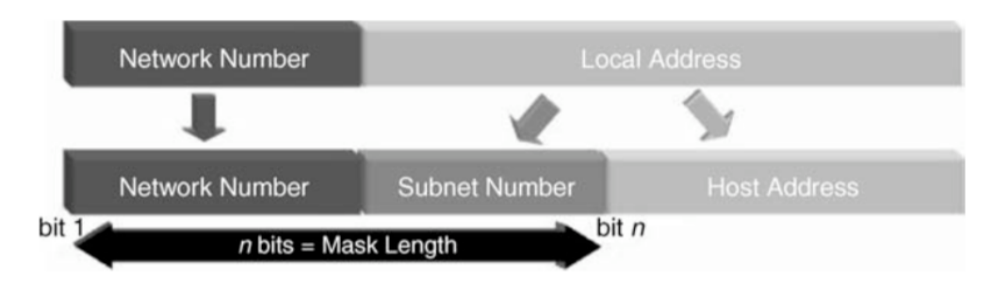 Network Number Local Address
Network Number Subnet Number Host Address
bit 1 bit n
n bits = Mask Length